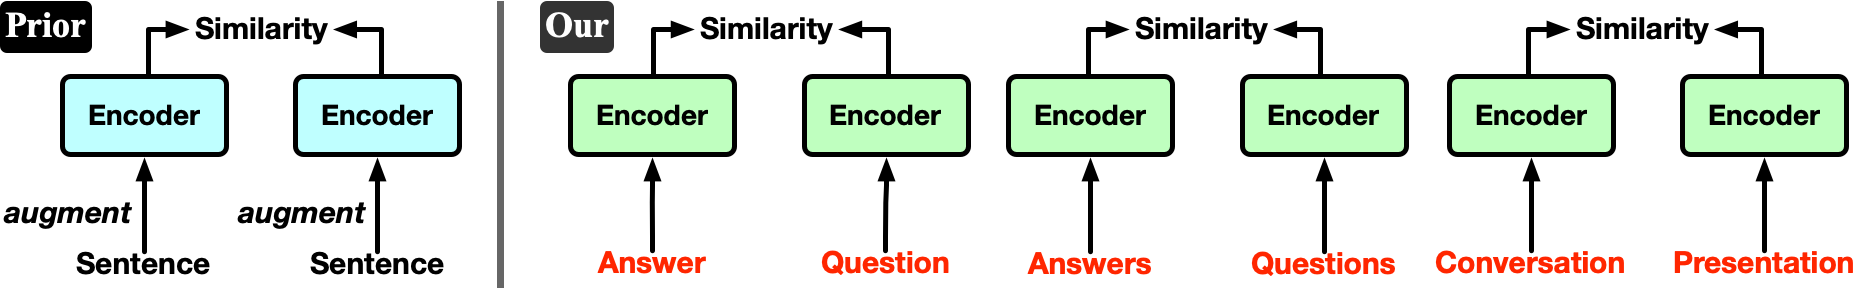 Prior
Similarity
Encoder
Encoder
augment
augment
Sentence
Sentence
Our
Similarity
Similarity
Similarity
Encoder
Encoder
Encoder
Encoder
Encoder
Encoder
Answer
Question
Answers
Questions
Conversation
Presentation